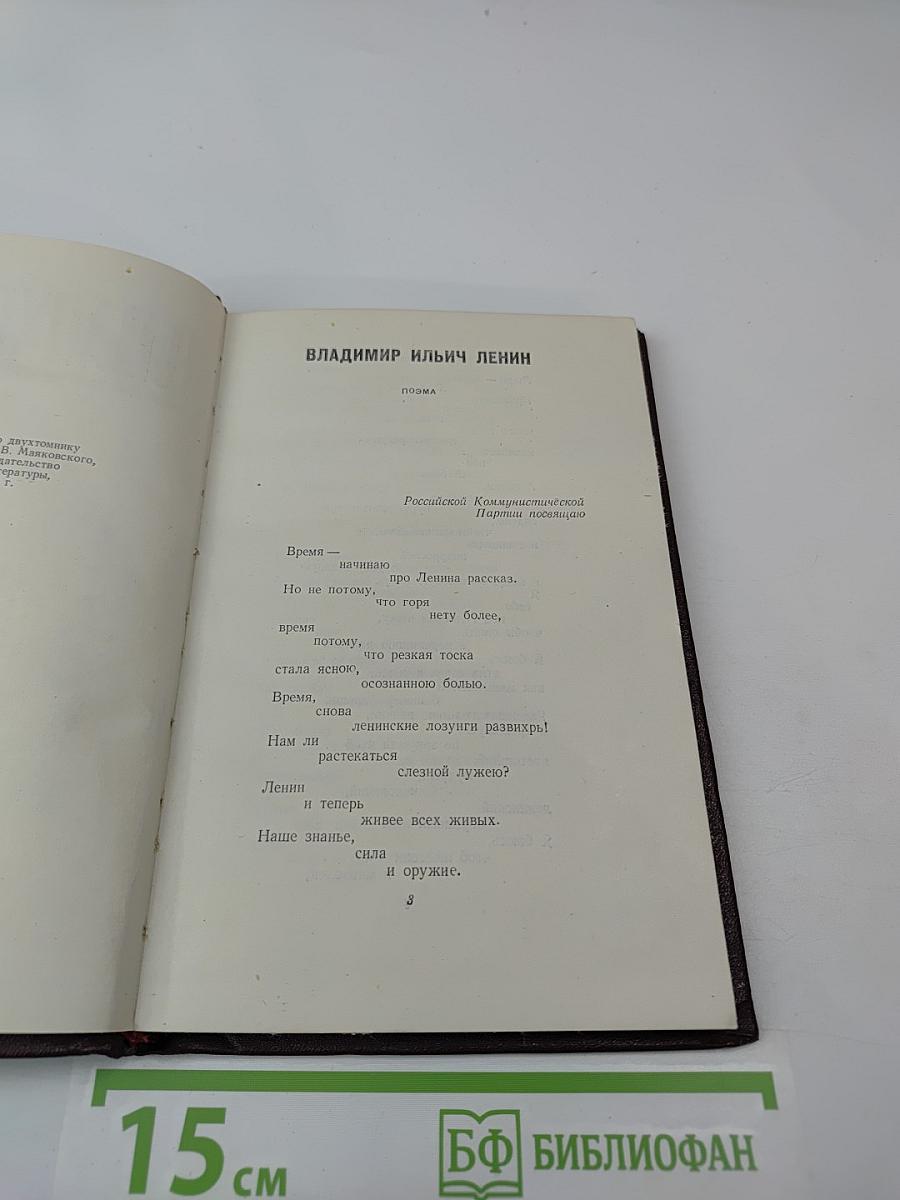 двухтомнику
В. Маяковского,
дательство
тературы,
г.
ВЛАДИМИР ИЛЬИЧ ЛЕНИН
ПОЭМА
Российской Коммунистической
Партии посвящаю
Время —
начинаю
про Ленина рассказ.
Но не потому,
что горя
нету более,
время
потому,
что резкая тоска
стала ясною,
осознанною болью.
Время,
снова
ленинские лозунги развихрь!
Нам ли
растекаться
слезной лужею?
Ленин
и теперь
живее всех живых.
Наше знанье,
сила
и оружие.
3
15 см
БФ БИБЛИОФАН